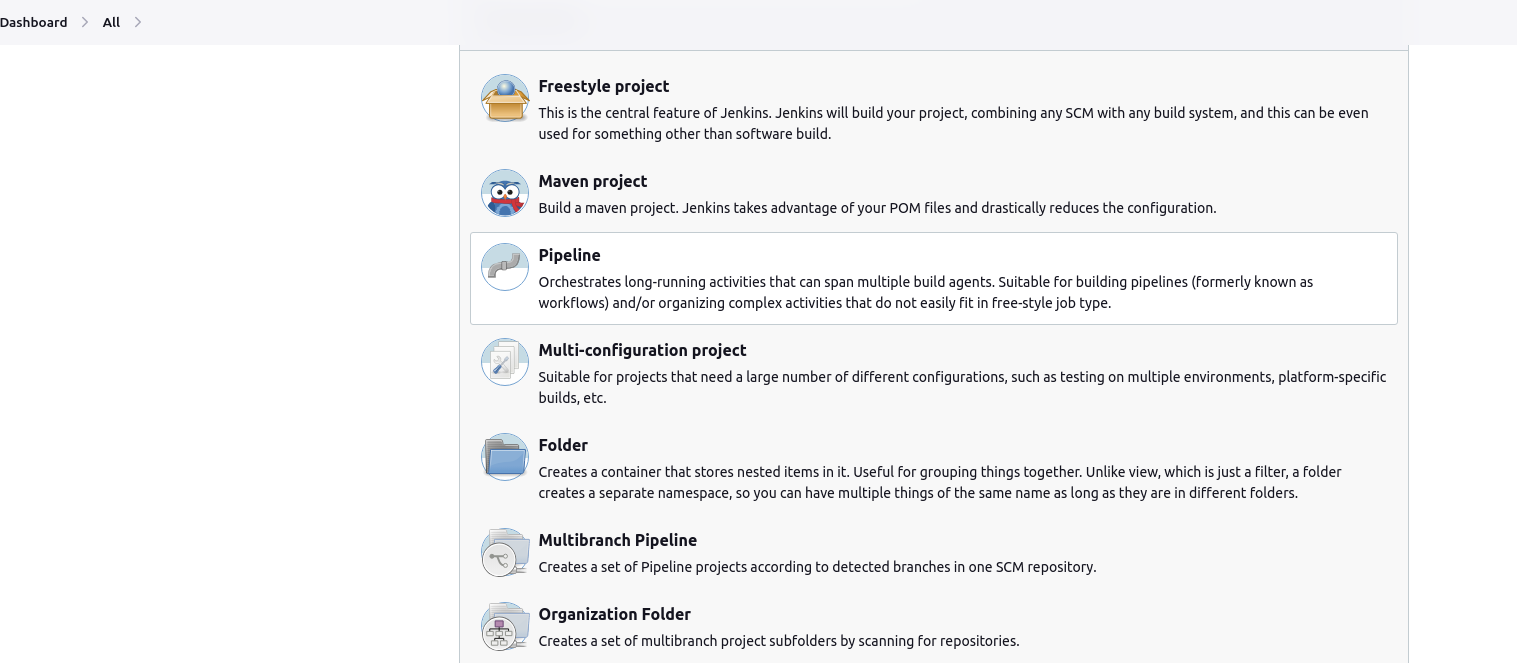 Dashboard > All >
Freestyle project
This is the central feature of Jenkins. Jenkins will build your project, combining any SCM with any build system, and this can be even
used for something other than software build.
Maven project
Build a maven project. Jenkins takes advantage of your POM files and drastically reduces the configuration.
Pipeline
Orchestrates long-running activities that can span multiple build agents. Suitable for building pipelines (formerly known as
workflows) and/or organizing complex activities that do not easily fit in free-style job type.
Multi-configuration project
Suitable for projects that need a large number of different configurations, such as testing on multiple environments, platform-specific
builds, etc.
Folder
Creates a container that stores nested items in it. Useful for grouping things together. Unlike view, which is just a filter, a folder
creates a separate namespace, so you can have multiple things of the same name as long as they are in different folders.
Multibranch Pipeline
Creates a set of Pipeline projects according to detected branches in one SCM repository.
Organization Folder
Creates a set of multibranch project subfolders by scanning for repositories.